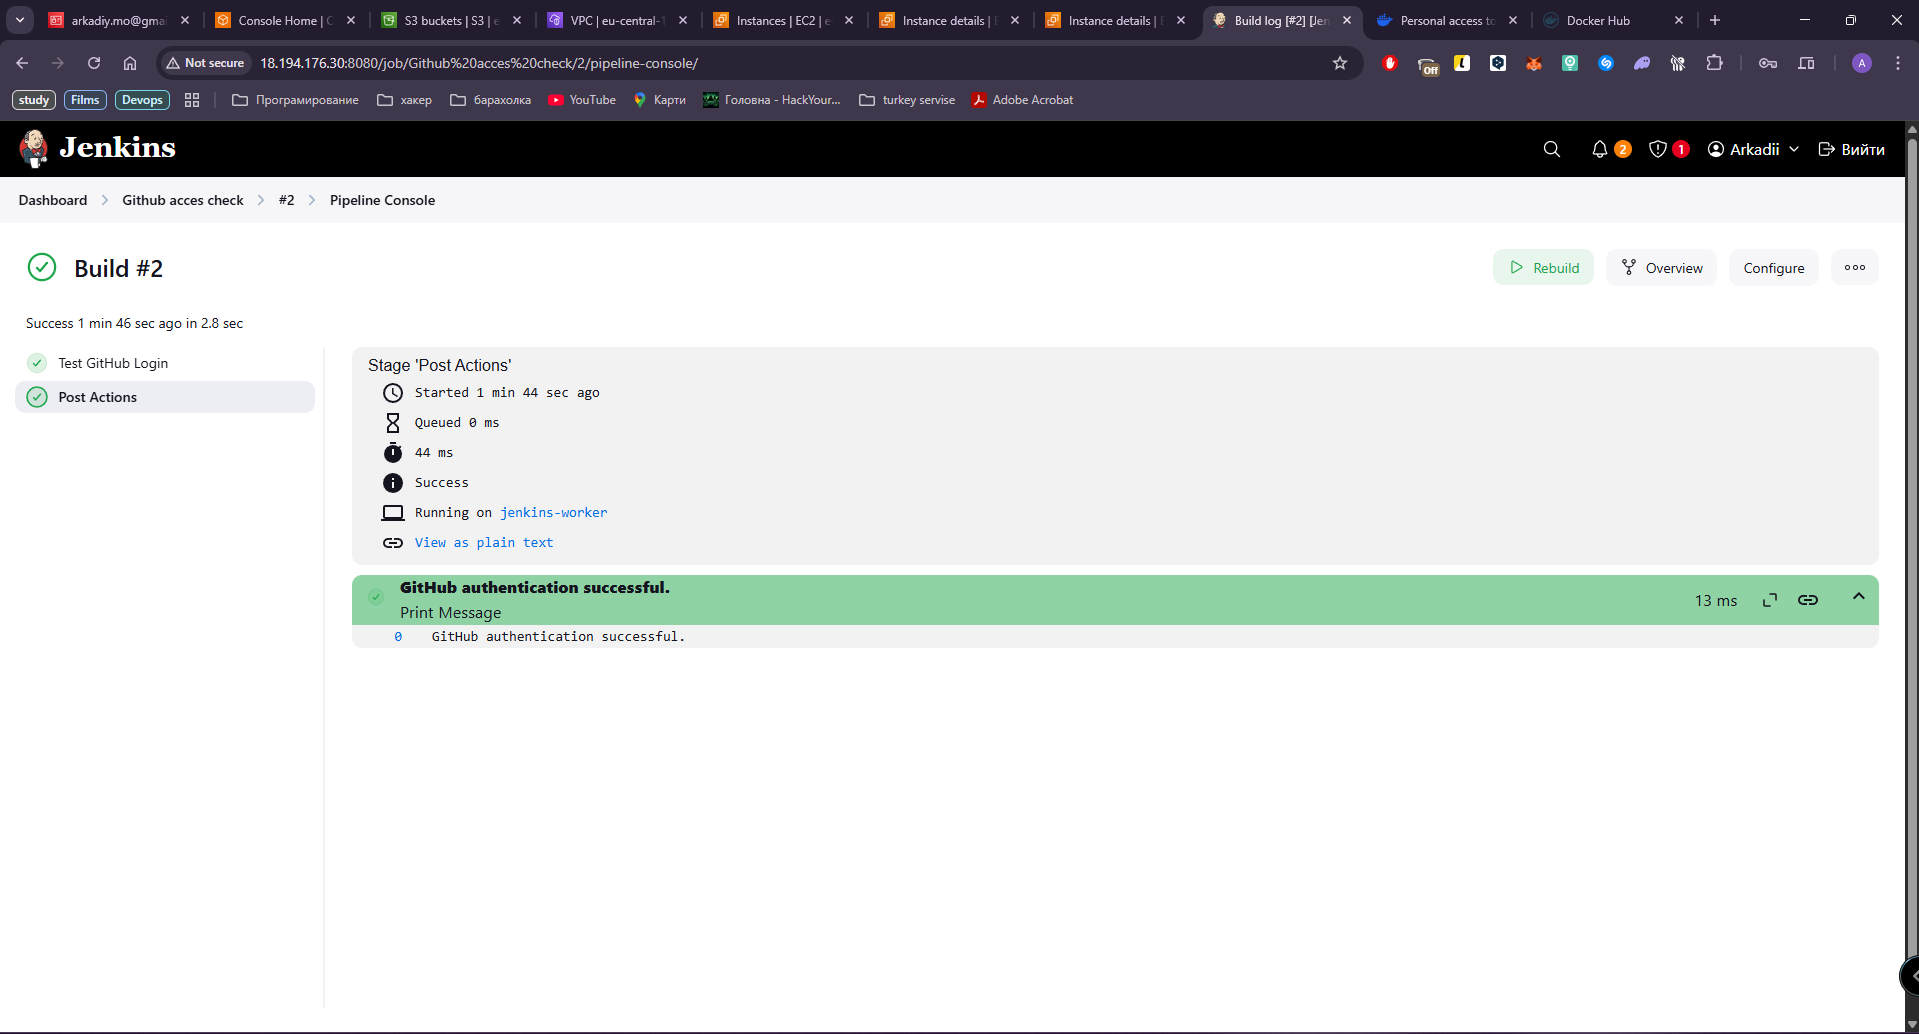 arkadiy.mo@gmai
Console Home | C
S3 buckets | S3 | e
VPC | eu-central-1
Instances | EC2 | e
Instance details | E
Instance details | E
Build log [#2] [Jen
Personal access to
Docker Hub
Not secure
18.194.176.30:8080/job/Github%20acces%20check/2/pipeline-console/
Off
A
study
Films
Devops
Програмирование
хакер
барахолка
YouTube
Карти
Головна - HackYour...
turkey servise
Adobe Acrobat
Jenkins
2
1
Arkadii
Вийти
Dashboard
Github acces check
#2
Pipeline Console
Build #2
Rebuild
Overview
Configure
Success 1 min 46 sec ago in 2.8 sec
Test GitHub Login
Post Actions
Stage 'Post Actions'
Started 1 min 44 sec ago
Queued 0 ms
44 ms
Success
Running on jenkins-worker
View as plain text
GitHub authentication successful.
Print Message
13 ms
0 GitHub authentication successful.